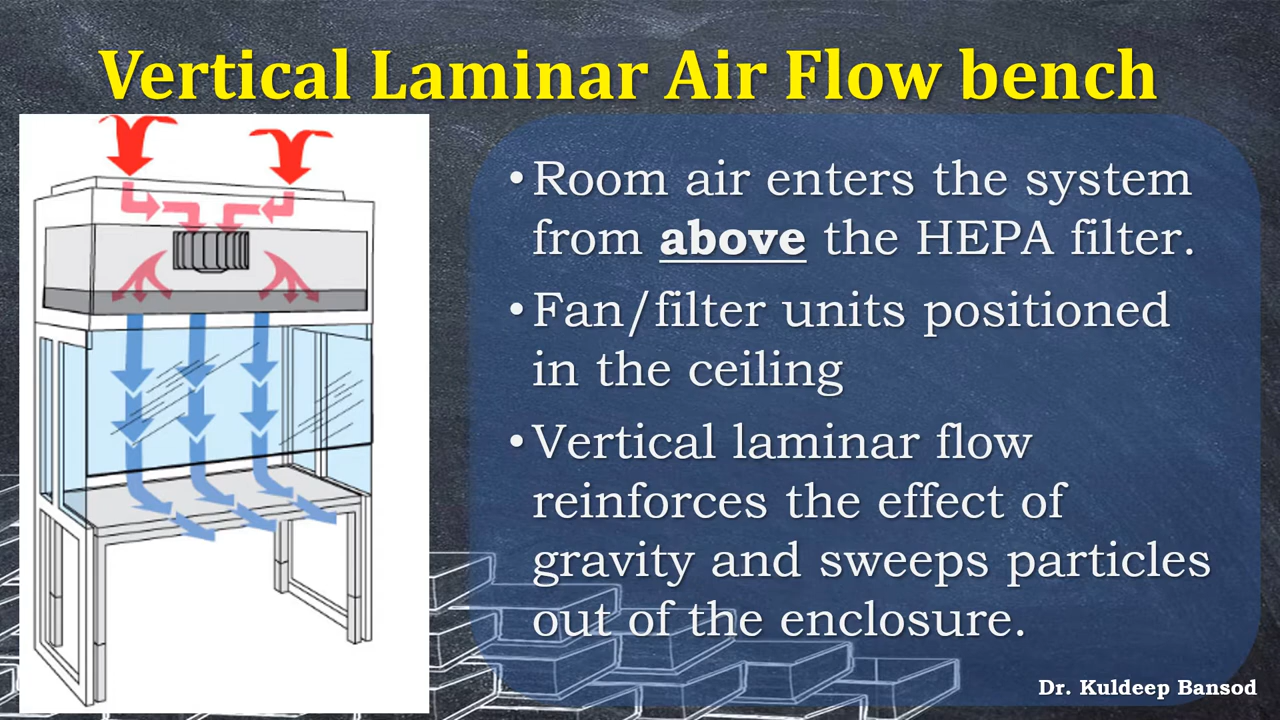 Vertical Laminar Air Flow bench
• Room air enters the system
from above the HEPA filter.
• Fan/filter units positioned
in the ceiling
• Vertical laminar flow
reinforces the effect of
gravity and sweeps particles
out of the enclosure.
Dr. Kuldeep Bansod